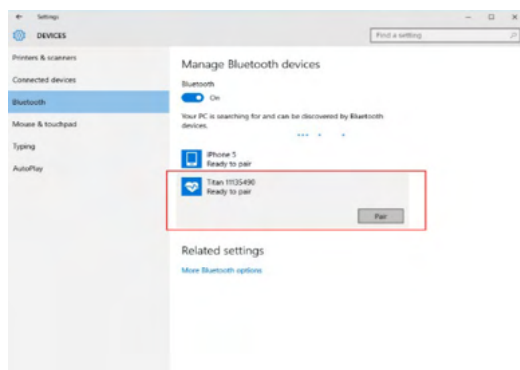 Settings
DEVICES
Find a setting
Printers & scanners
Connected devices
Bluetooth
Mouse & touchpad
Typing
AutoPlay
Manage Bluetooth devices
Bluetooth
On
Your PC is searching for and can be discovered by Bluetooth
devices.
iPhone 5
Ready to pair
Titan 11135490
Ready to pair
Pair
Related settings
More Bluetooth options